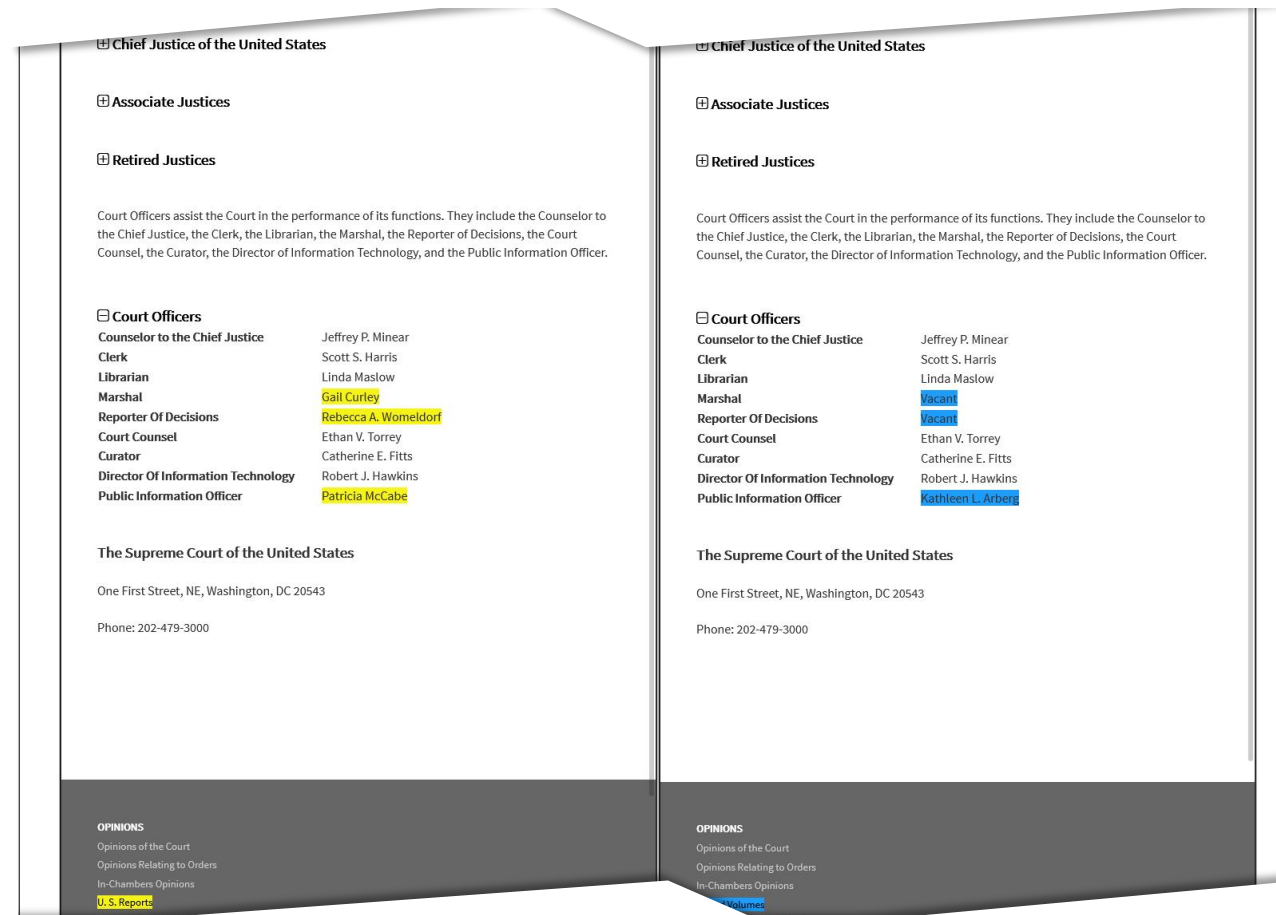 Chief Justice of the United States
Associate Justices
Retired Justices
Court Officers assist the Court in the performance of its functions. They include the Counselor to
the Chief Justice, the Clerk, the Librarian, the Marshal, the Reporter of Decisions, the Court
Counsel, the Curator, the Director of Information Technology, and the Public Information Officer.
Court Officers
Counselor to the Chief Justice Jeffrey P. Minear
Clerk Scott S. Harris
Librarian Linda Maslow
Marshal Gail Curley
Reporter Of Decisions Rebecca A. Womeldorf
Court Counsel Ethan V. Torrey
Curator Catherine E. Fitts
Director Of Information Technology Robert J. Hawkins
Public Information Officer Patricia McCabe
The Supreme Court of the United States
One First Street, NE, Washington, DC 20543
Phone: 202-479-3000
OPINIONS
Opinions of the Court
Opinions Relating to Orders
In-Chambers Opinions
U. S. Reports
Chief Justice of the United States
Associate Justices
Retired Justices
Court Officers assist the Court in the performance of its functions. They include the Counselor to
the Chief Justice, the Clerk, the Librarian, the Marshal, the Reporter of Decisions, the Court
Counsel, the Curator, the Director of Information Technology, and the Public Information Officer.
Court Officers
Counselor to the Chief Justice Jeffrey P. Minear
Clerk Scott S. Harris
Librarian Linda Maslow
Marshal Vacant
Reporter Of Decisions Vacant
Court Counsel Ethan V. Torrey
Curator Catherine E. Fitts
Director Of Information Technology Robert J. Hawkins
Public Information Officer Kathleen L. Arberg
The Supreme Court of the United States
One First Street, NE, Washington, DC 20543
Phone: 202-479-3000
OPINIONS
Opinions of the Court
Opinions Relating to Orders
In-Chambers Opinions
Volumes